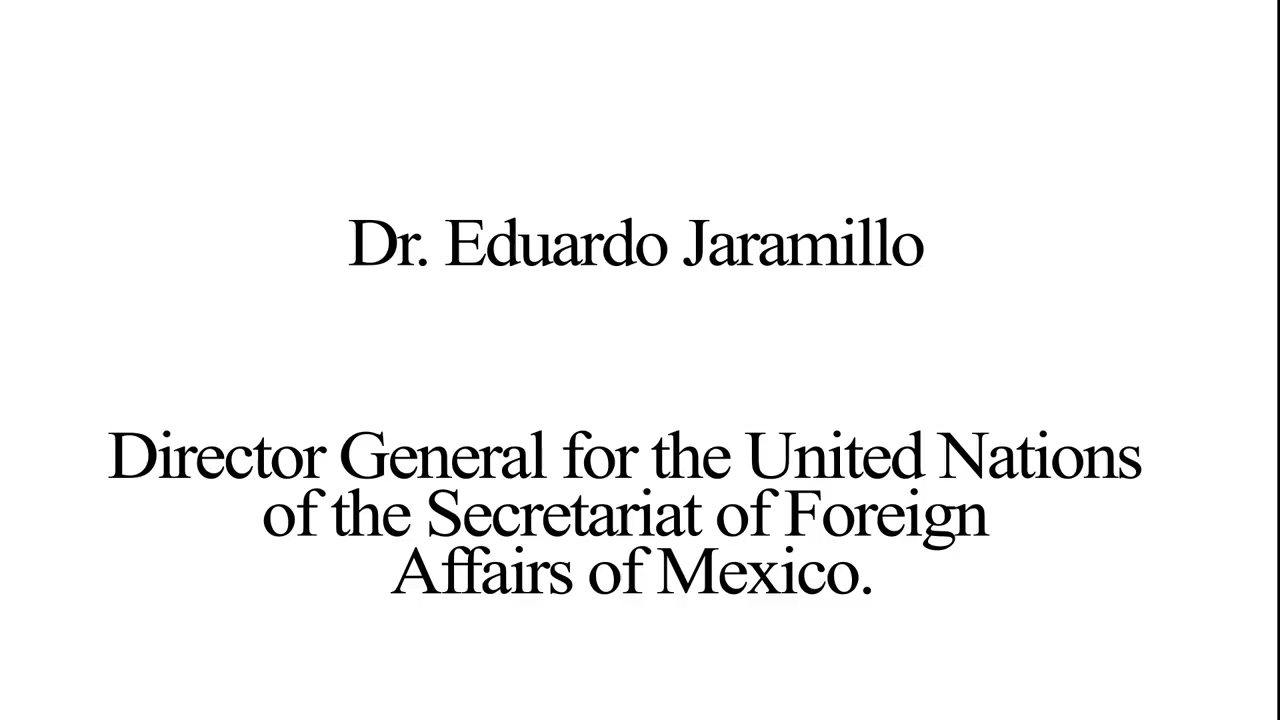 Dr. Eduardo Jaramillo
Director General for the United Nations
of the Secretariat of Foreign
Affairs of Mexico.